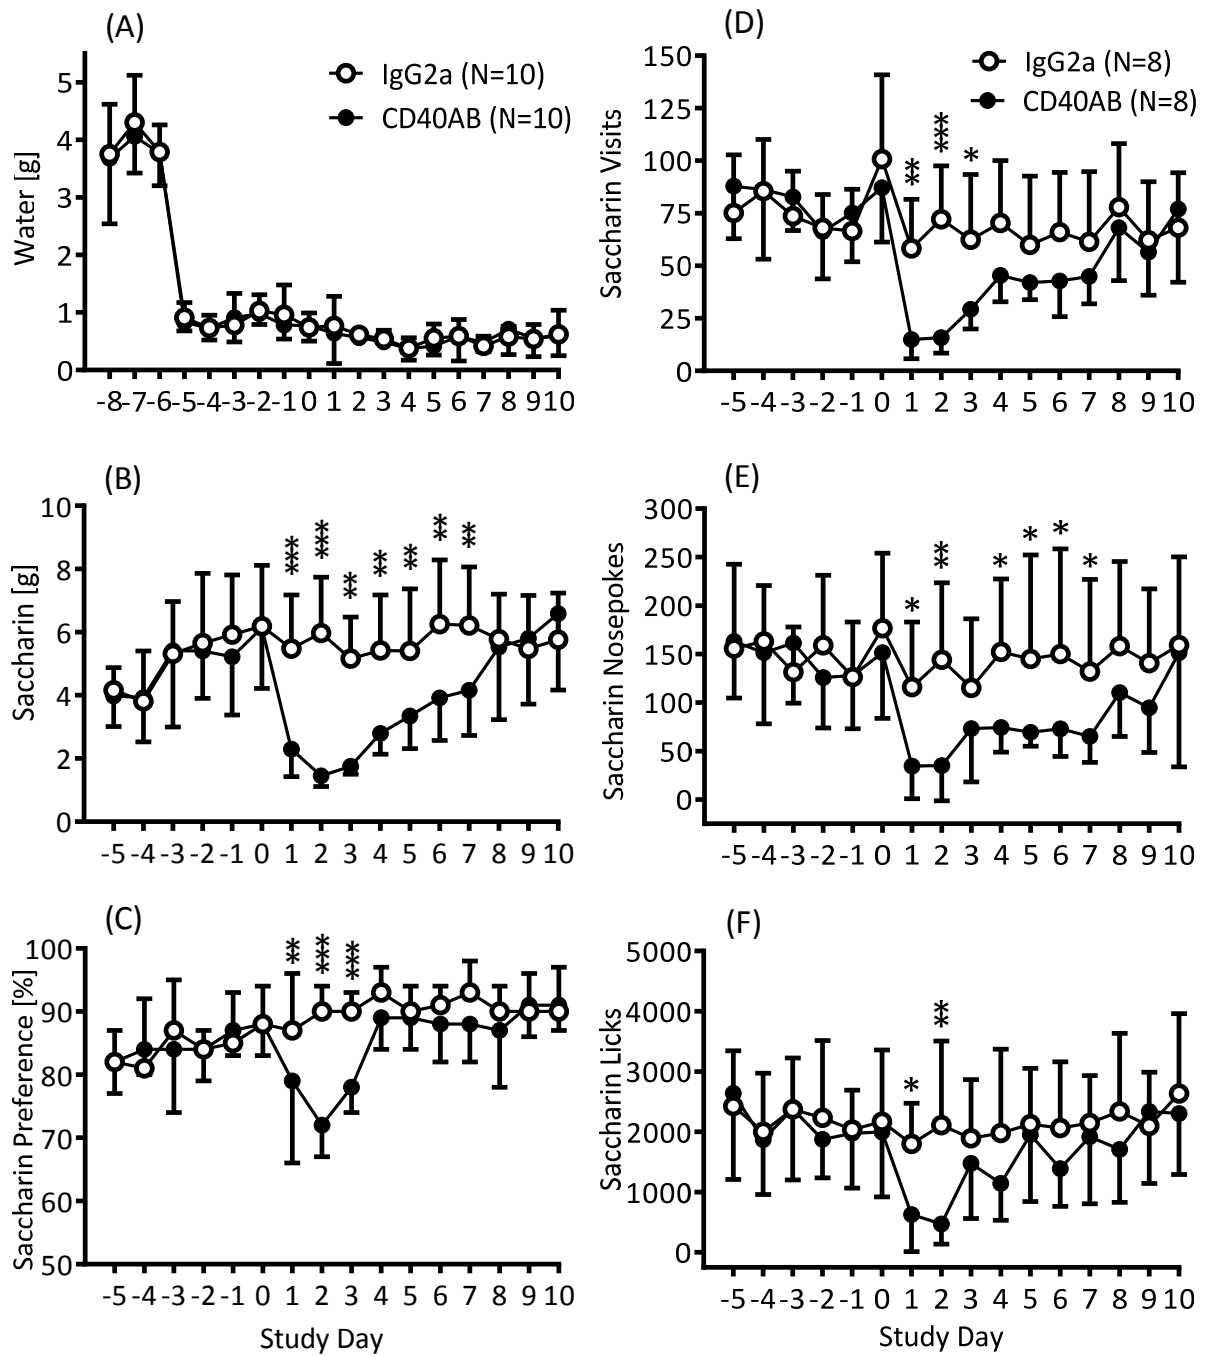 (A)
IgG2a (N=10)
CD40AB (N=10)
Water [g]
5
4
3
2
1
0
-8 -7 -6 -5 -4 -3 -2 -1 0 1 2 3 4 5 6 7 8 9 10
(B)
Saccharin [g]
10
8
6
4
2
0
*** *** ** ** ** ** **
-5 -4 -3 -2 -1 0 1 2 3 4 5 6 7 8 9 10
(C)
Saccharin Preference [%]
100
90
80
70
60
50
** *** ***
-5 -4 -3 -2 -1 0 1 2 3 4 5 6 7 8 9 10
Study Day
(D)
IgG2a (N=8)
CD40AB (N=8)
Saccharin Visits
150
125
100
75
50
25
0
** *** *
-5 -4 -3 -2 -1 0 1 2 3 4 5 6 7 8 9 10
(E)
Saccharin Nosepokes
300
250
200
150
100
50
0
* ** * * * *
-5 -4 -3 -2 -1 0 1 2 3 4 5 6 7 8 9 10
(F)
Saccharin Licks
5000
4000
3000
2000
1000
0
* **
-5 -4 -3 -2 -1 0 1 2 3 4 5 6 7 8 9 10
Study Day